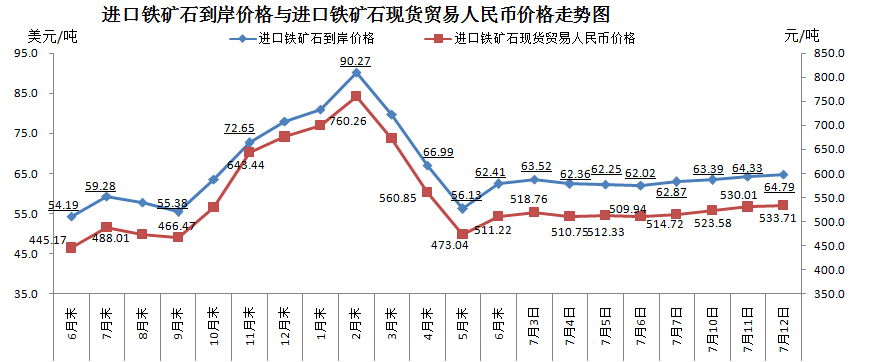 进口铁矿石到岸价格与进口铁矿石现货贸易人民币价格走势图
美元/吨
元/吨
进口铁矿石到岸价格
进口铁矿石现货贸易人民币价格
95.0
85.0
75.0
65.0
55.0
45.0
35.0
850.0
800.0
750.0
700.0
650.0
600.0
550.0
500.0
450.0
400.0
350.0
54.19
59.28
55.38
72.65
90.27
66.99
56.13
62.41
63.52
62.36
62.25
62.02
62.87
63.39
64.33
64.79
445.17
488.01
466.47
643.44
760.26
560.85
473.04
511.22
518.76
510.75
512.33
509.94
514.72
523.58
530.01
533.71
6月末
7月末
8月末
9月末
10月末
11月末
12月末
1月末
2月末
3月末
4月末
5月末
6月末
7月3日
7月4日
7月5日
7月6日
7月7日
7月10日
7月11日
7月12日